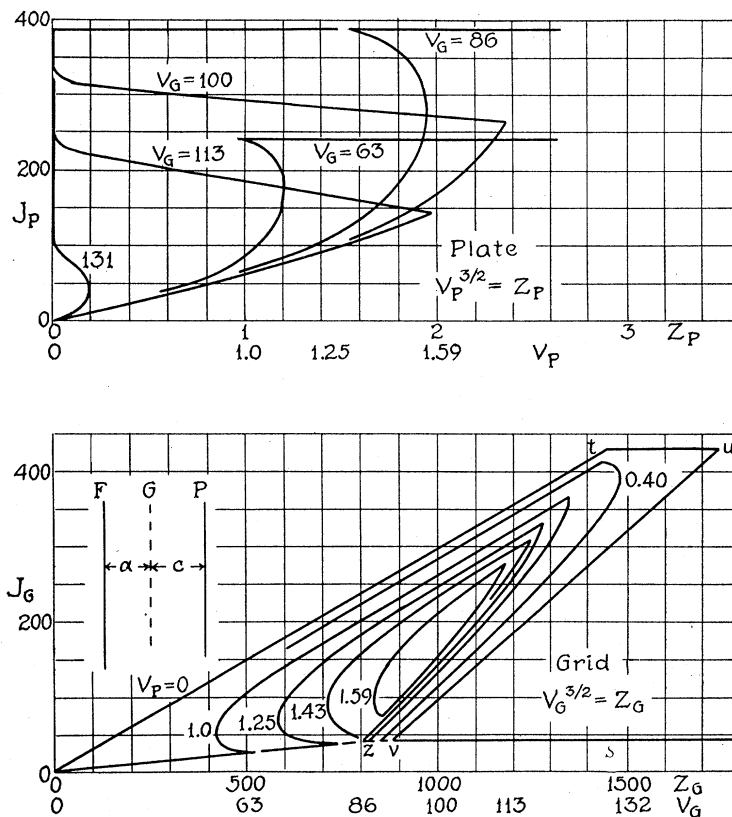 400
V_G = 86
V_G = 100
V_G = 113
V_G = 63
200
J_P
131
Plate
V_P^{3/2} = Z_P
0
0 1 2 3 Z_P
0 1.0 1.25 1.59 V_P
t u
400
0.40
F G P
a c
J_G
200
Grid
V_G^{3/2} = Z_G
V_P=0
1.0 1.25 1.43 1.59
z v s
0
500 1000 1500 Z_G
0 63 86 100 113 132 V_G